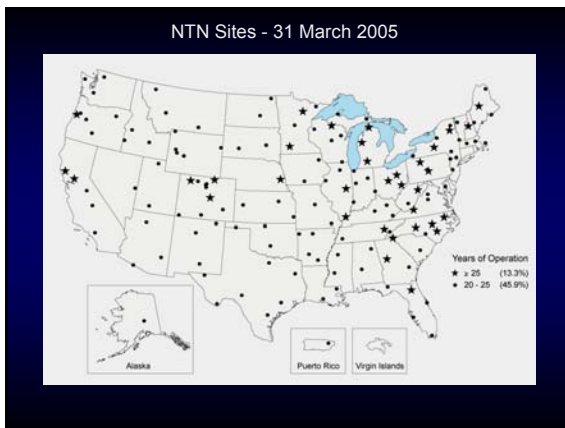 NTN Sites - 31 March 2005
Years of Operation
★ ≥ 25 (13.3%)
• 20 - 25 (45.9%)
Alaska
Puerto Rico
Virgin Islands